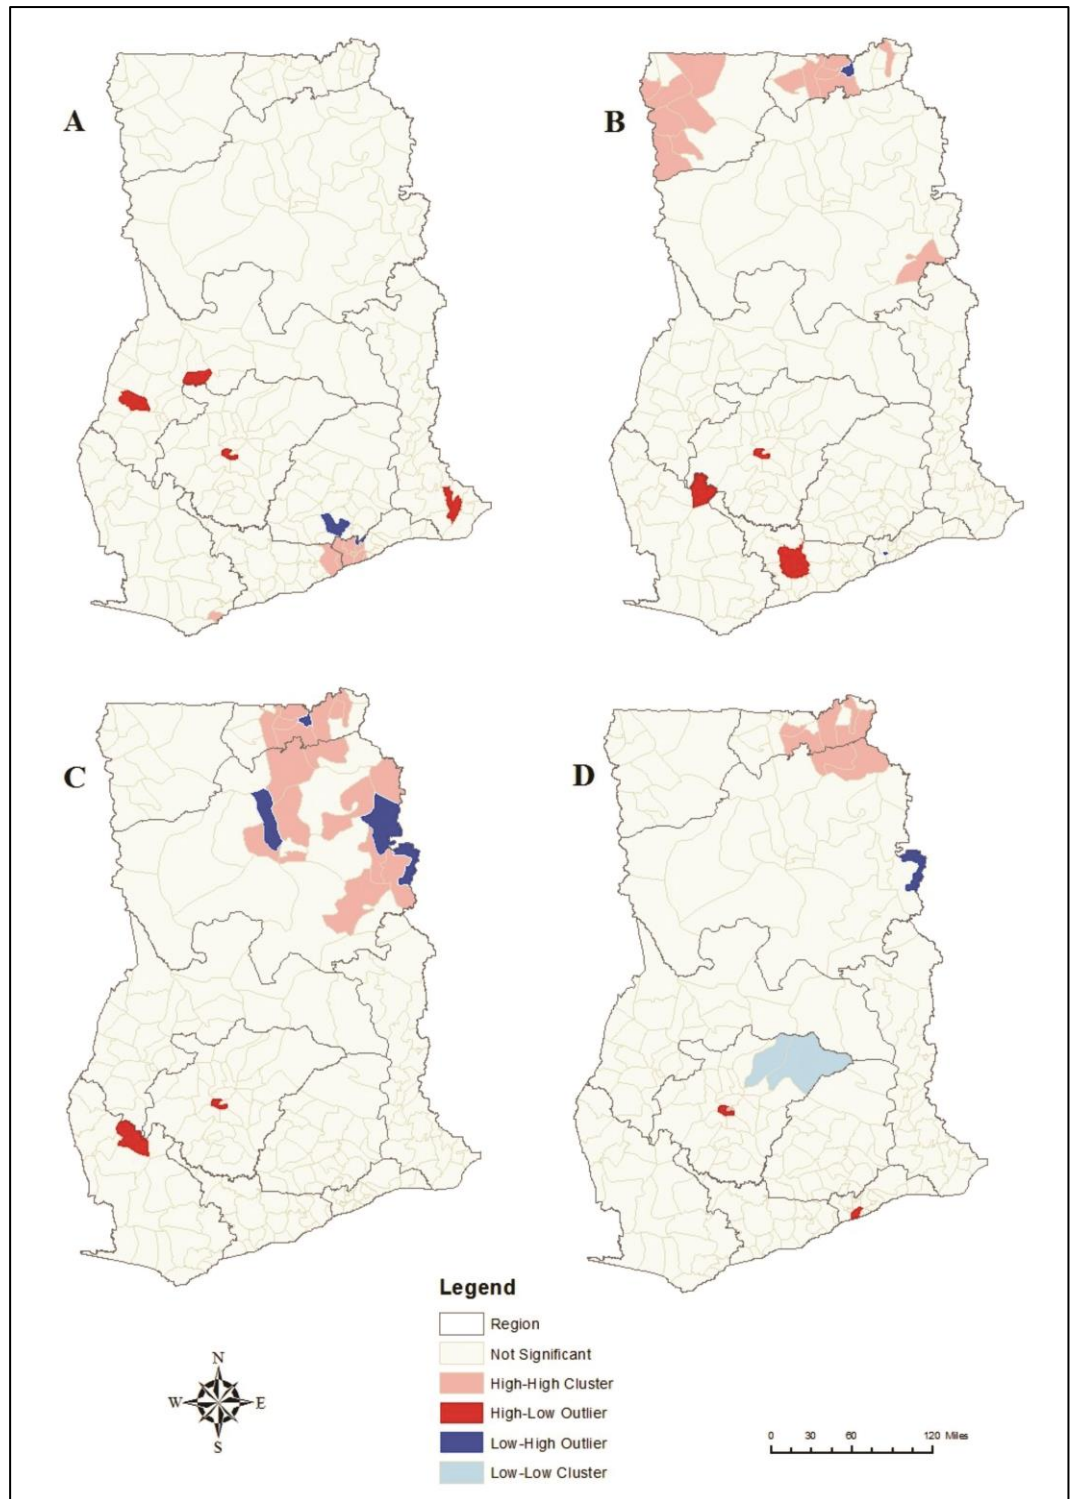 A
B
C
D
Legend
Region
Not Significant
High-High Cluster
High-Low Outlier
Low-High Outlier
Low-Low Cluster
N
W E
S
0 30 60 120 Miles